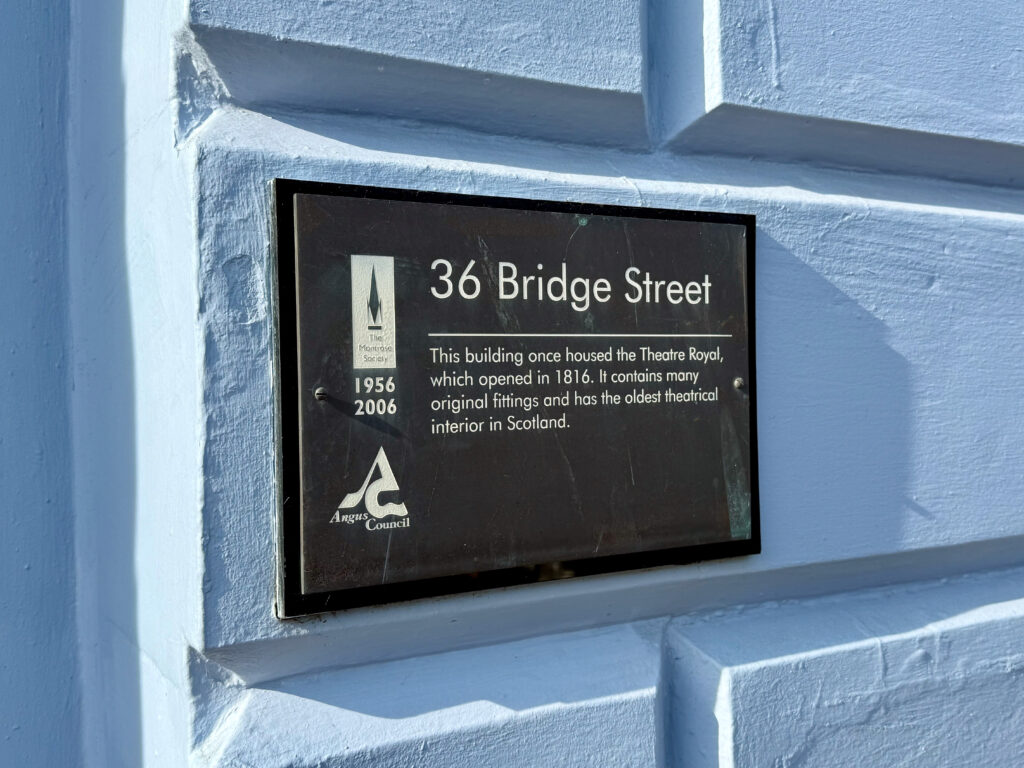 36 Bridge Street
This building once housed the Theatre Royal,
which opened in 1816. It contains many
original fittings and has the oldest theatrical
interior in Scotland.
The
Montrose
Society
1956
2006
Angus
Council